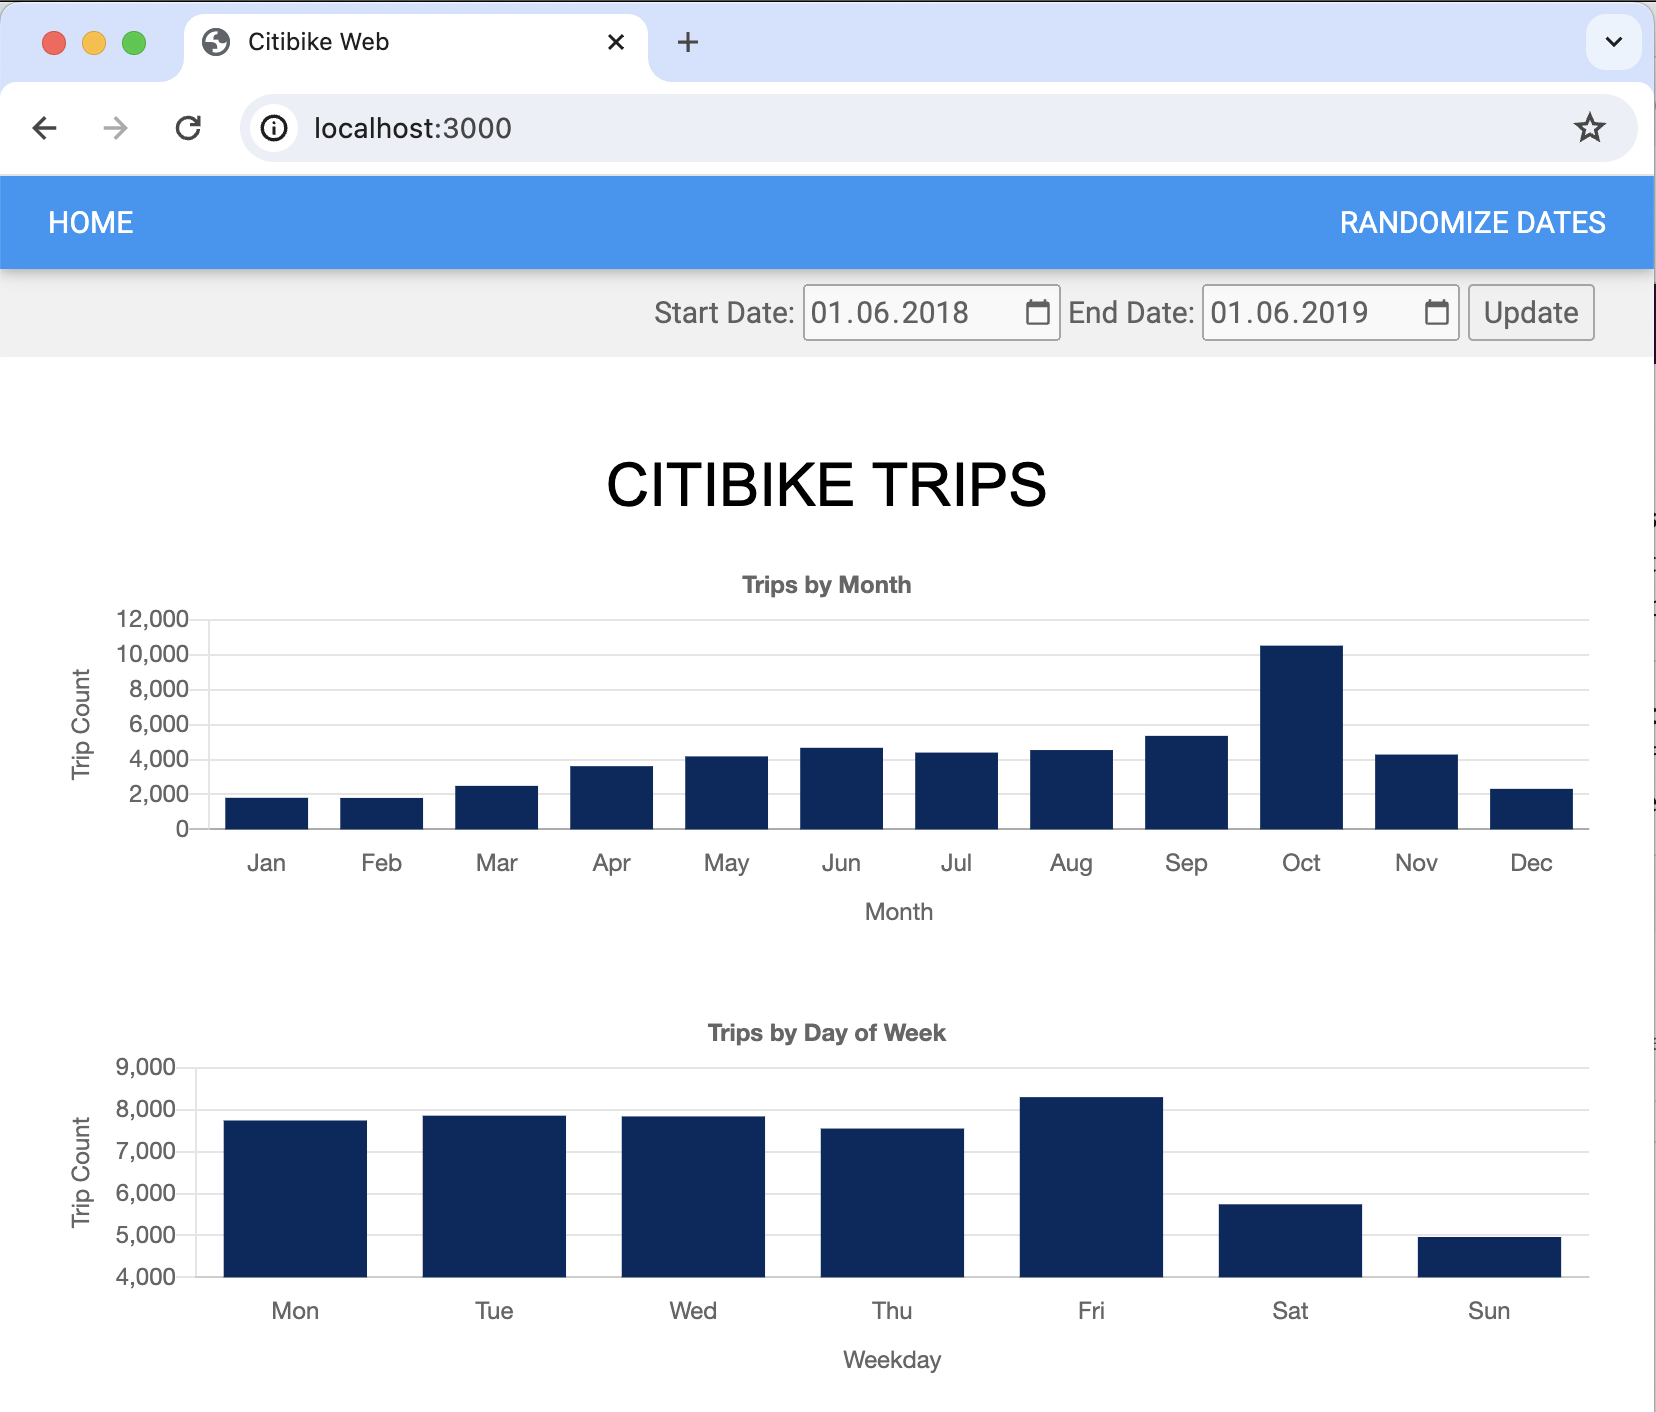 Citibike Web
localhost:3000
HOME RANDOMIZE DATES
Start Date: 01.06.2018 End Date: 01.06.2019 Update
CITIBIKE TRIPS
Trips by Month
Trip Count
12,000
10,000
8,000
6,000
4,000
2,000
0
Jan Feb Mar Apr May Jun Jul Aug Sep Oct Nov Dec
Month
Trips by Day of Week
Trip Count
9,000
8,000
7,000
6,000
5,000
4,000
Mon Tue Wed Thu Fri Sat Sun
Weekday